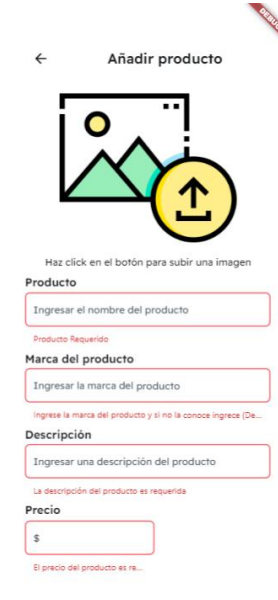 DEBUG
Añadir producto
Haz click en el botón para subir una imagen
Producto
Ingresar el nombre del producto
Producto Requerido
Marca del producto
Ingresar la marca del producto
Ingrese la marca del producto y si no la conoce ingrece (De...
Descripción
Ingresar una descripción del producto
La descripción del producto es requerida
Precio
$
El precio del producto es re...